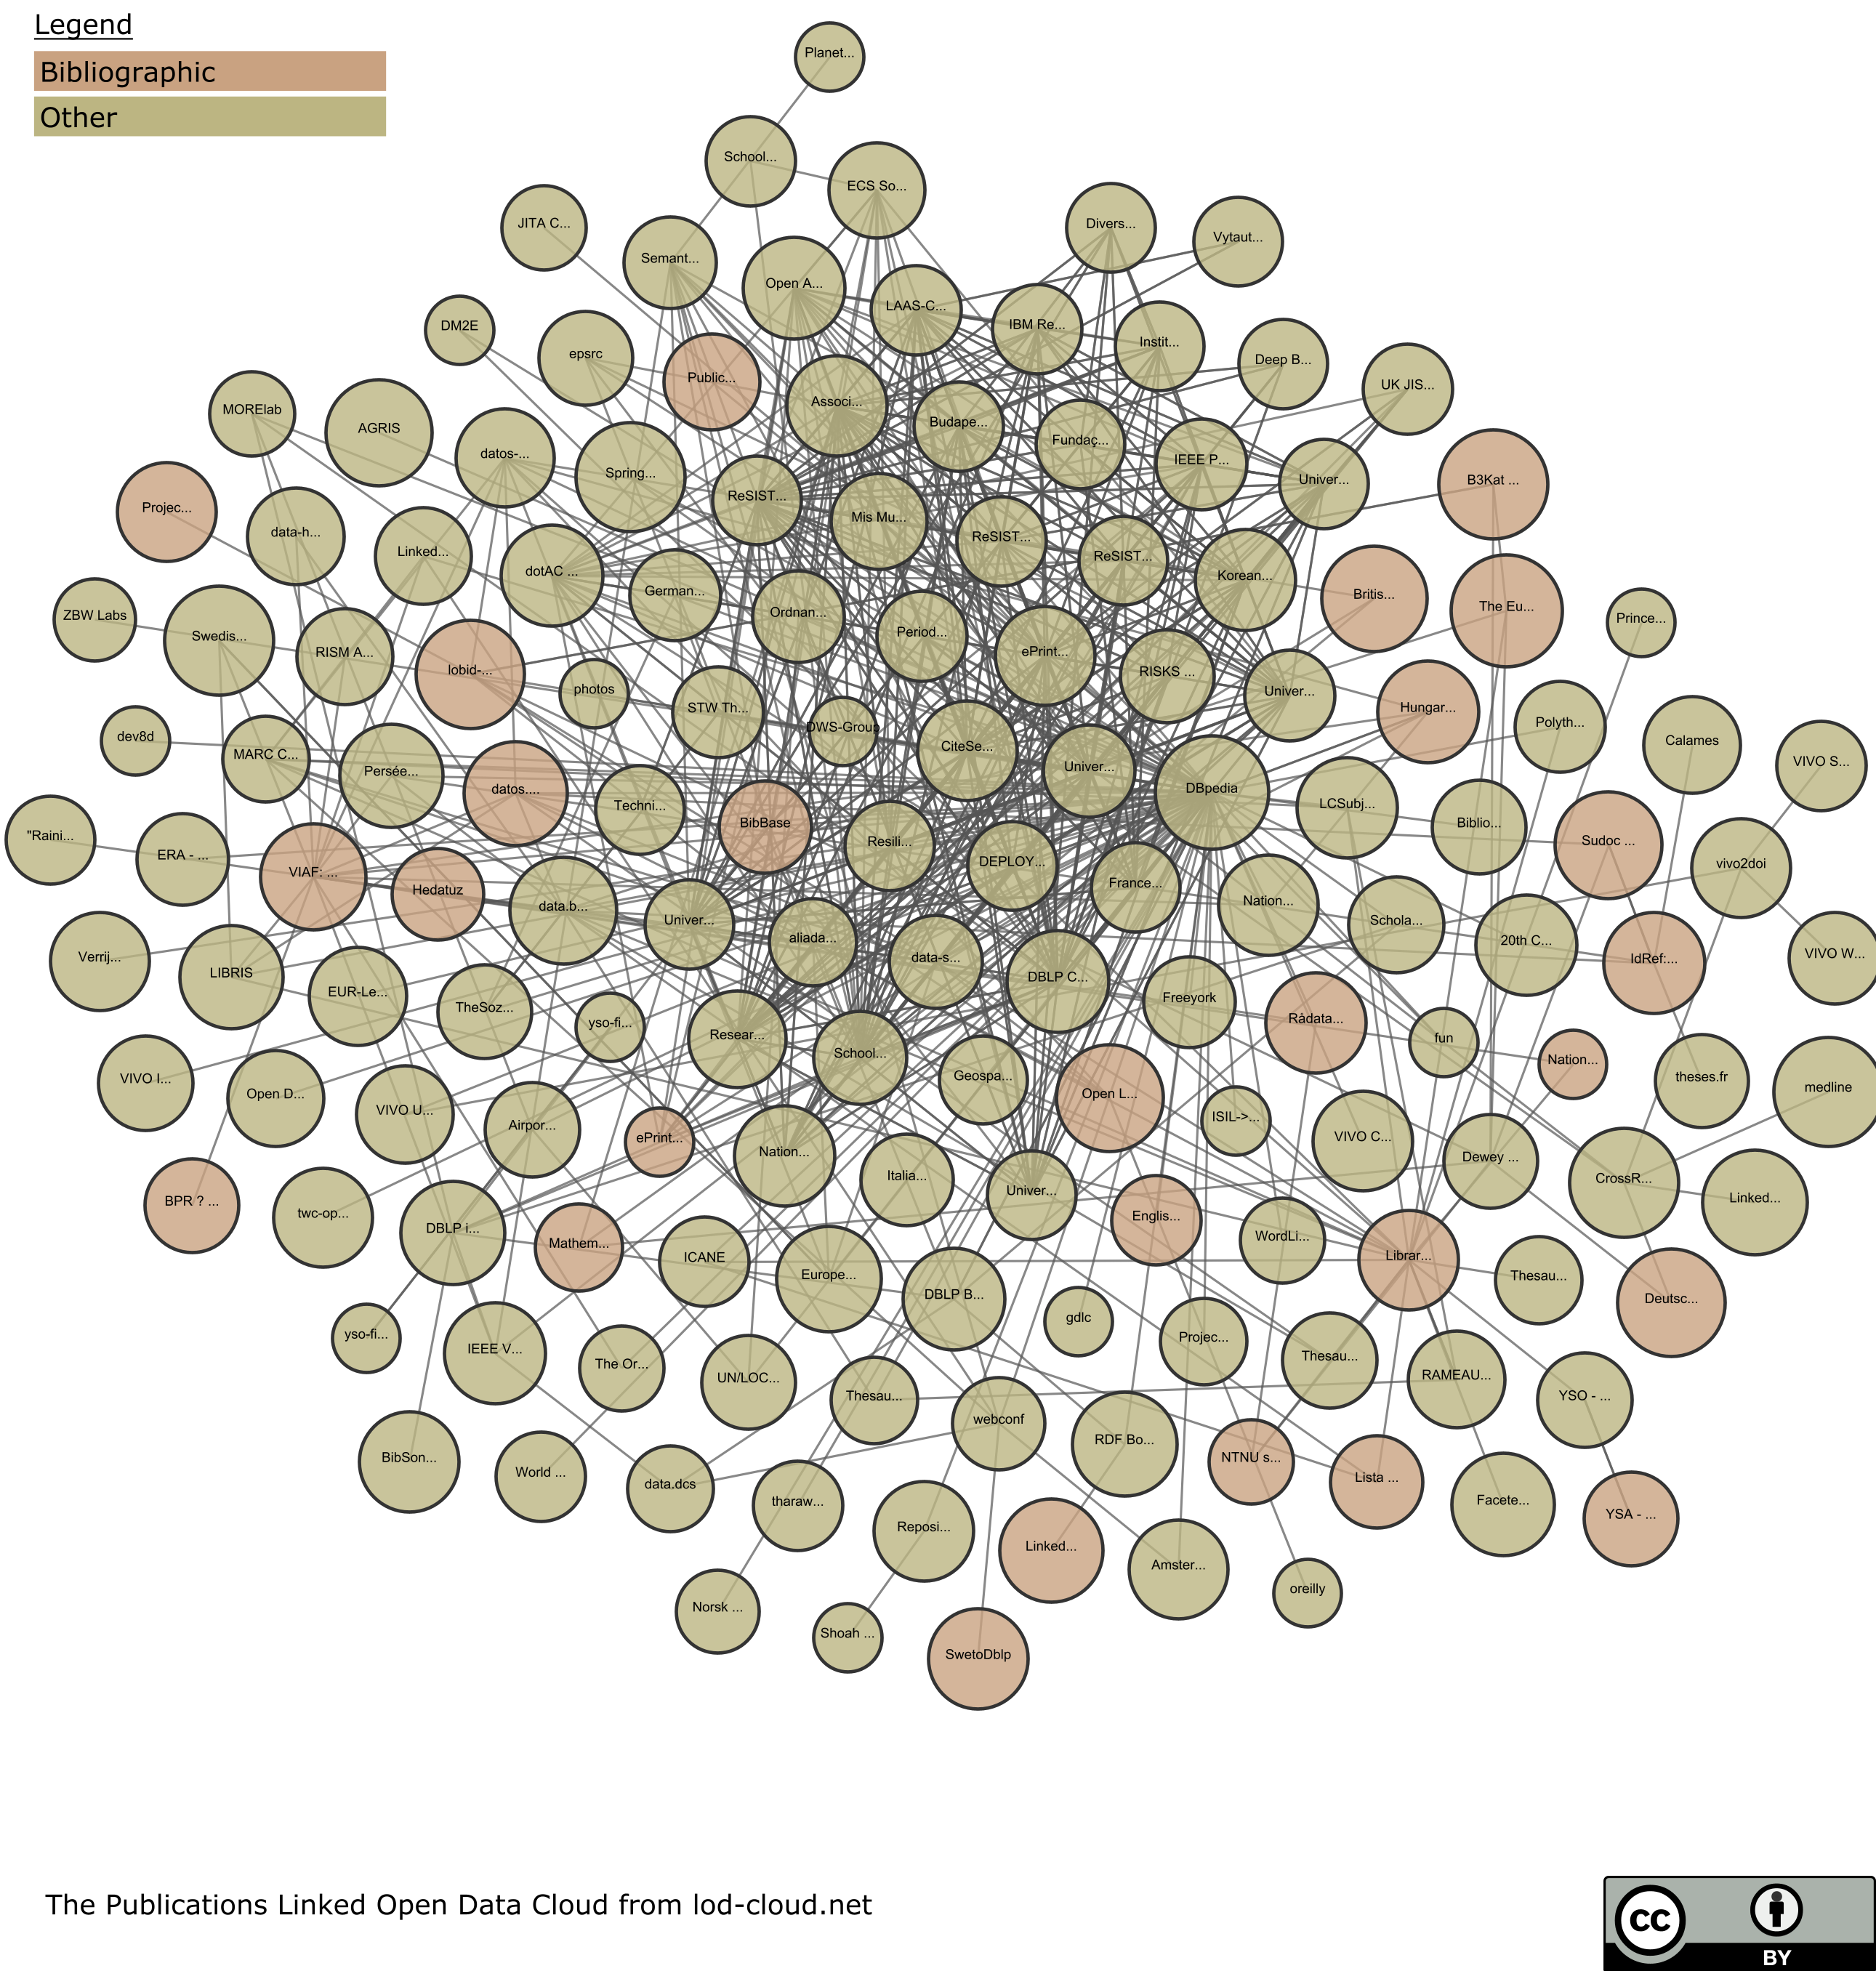 Legend
Bibliographic
Other
Planet...
School...
ECS So...
JITA C...
Divers...
Vytaut...
Semant...
Open A...
LAAS-C...
IBM Re...
DM2E
epsrc
Instit...
Deep B...
Public...
UK JIS...
MORElab
AGRIS
Associ...
Budape...
Fundaç...
datos-...
Spring...
IEEE P...
Univer...
B3Kat ...
Projec...
ReSIST...
data-h...
Mis Mu...
ReSIST...
Linked...
ReSIST...
dotAC ...
Korean...
German...
Britis...
ZBW Labs
Ordnan...
The Eu...
Prince...
Swedis...
Period...
RISM A...
ePrint...
lobid-...
RISKS ...
photos
Univer...
STW Th...
Hungar...
DWS-Group
Polyth...
dev8d
Calames
MARC C...
CiteSe...
VIVO S...
Persée...
Univer...
datos....
DBpedia
Techni...
LCSubj...
BibBase
Biblio...
"Raini...
Sudoc ...
ERA - ...
Resili...
DEPLOY...
vivo2doi
VIAF: ...
Hedatuz
France...
data.b...
Nation...
Univer...
Schola...
aliada...
20th C...
Verrij...
data-s...
IdRef:...
VIVO W...
LIBRIS
DBLP C...
EUR-Le...
Freeyork
TheSoz...
Rådata...
yso-fi...
Resear...
fun
School...
Nation...
VIVO I...
Geospa...
theses.fr
Open D...
medline
Open L...
VIVO U...
ISIL->...
Airpor...
VIVO C...
ePrint...
Nation...
Dewey ...
Italia...
CrossR...
BPR ? ...
Univer...
Linked...
twc-op...
Englis...
DBLP i...
WordLi...
Mathem...
Librar...
ICANE
Europe...
Thesau...
DBLP B...
Deutsc...
gdlc
yso-fi...
Projec...
IEEE V...
Thesau...
The Or...
RAMEAU...
UN/LOC...
Thesau...
YSO - ...
webconf
RDF Bo...
BibSon...
NTNU s...
World ...
Lista ...
data.dcs
tharaw...
Facete...
Reposi...
YSA - ...
Linked...
Amster...
oreilly
Norsk ...
Shoah ...
SwetoDblp
The Publications Linked Open Data Cloud from lod-cloud.net
cc
BY